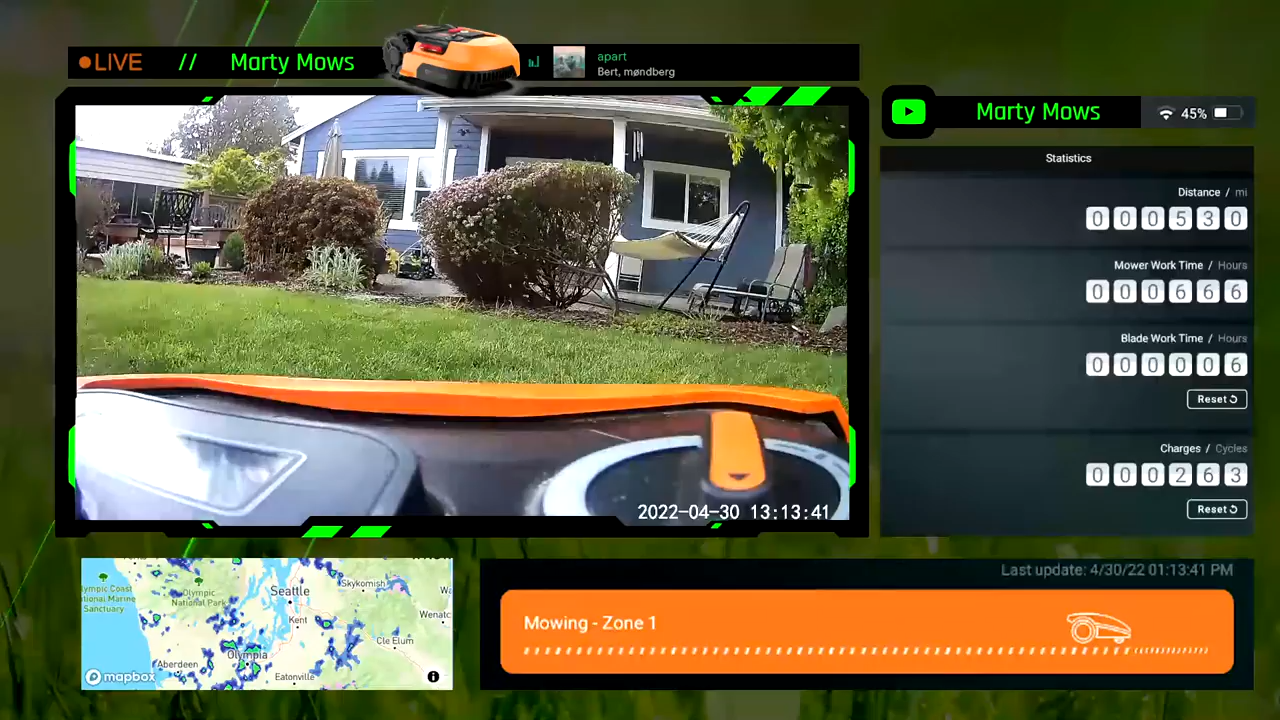 LIVE // Marty Mows
apart
Bert, møndberg
Marty Mows
45%
Statistics
Distance / mi
000530
Mower Work Time / Hours
000666
Blade Work Time / Hours
000006
Reset
Charges / Cycles
000263
Reset
2022-04-30 13:13:41
Skykomish
Olympic Coast
National Marine
Sanctuary
Olympic
National Park
Seattle
Kent
Wenatc
Cle Elum
Olympia
Aberdeen
Eatonville
mapbox
Last update: 4/30/22 01:13:41 PM
Mowing - Zone 1